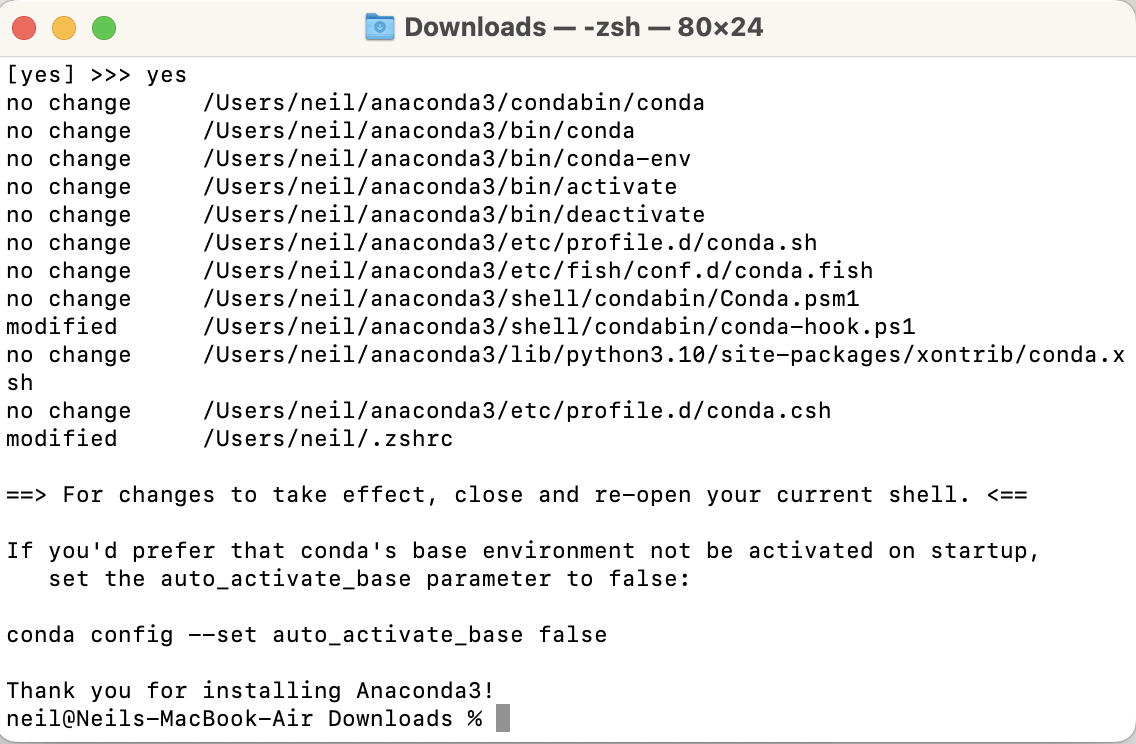 Downloads — -zsh — 80×24
[yes] >>> yes
no change     /Users/neil/anaconda3/condabin/conda
no change     /Users/neil/anaconda3/bin/conda
no change     /Users/neil/anaconda3/bin/conda-env
no change     /Users/neil/anaconda3/bin/activate
no change     /Users/neil/anaconda3/bin/deactivate
no change     /Users/neil/anaconda3/etc/profile.d/conda.sh
no change     /Users/neil/anaconda3/etc/fish/conf.d/conda.fish
no change     /Users/neil/anaconda3/shell/condabin/Conda.psm1
modified      /Users/neil/anaconda3/shell/condabin/conda-hook.ps1
no change     /Users/neil/anaconda3/lib/python3.10/site-packages/xontrib/conda.x
sh
no change     /Users/neil/anaconda3/etc/profile.d/conda.csh
modified      /Users/neil/.zshrc

==> For changes to take effect, close and re-open your current shell. <==

If you'd prefer that conda's base environment not be activated on startup,
   set the auto_activate_base parameter to false:

conda config --set auto_activate_base false

Thank you for installing Anaconda3!
neil@Neils-MacBook-Air Downloads %